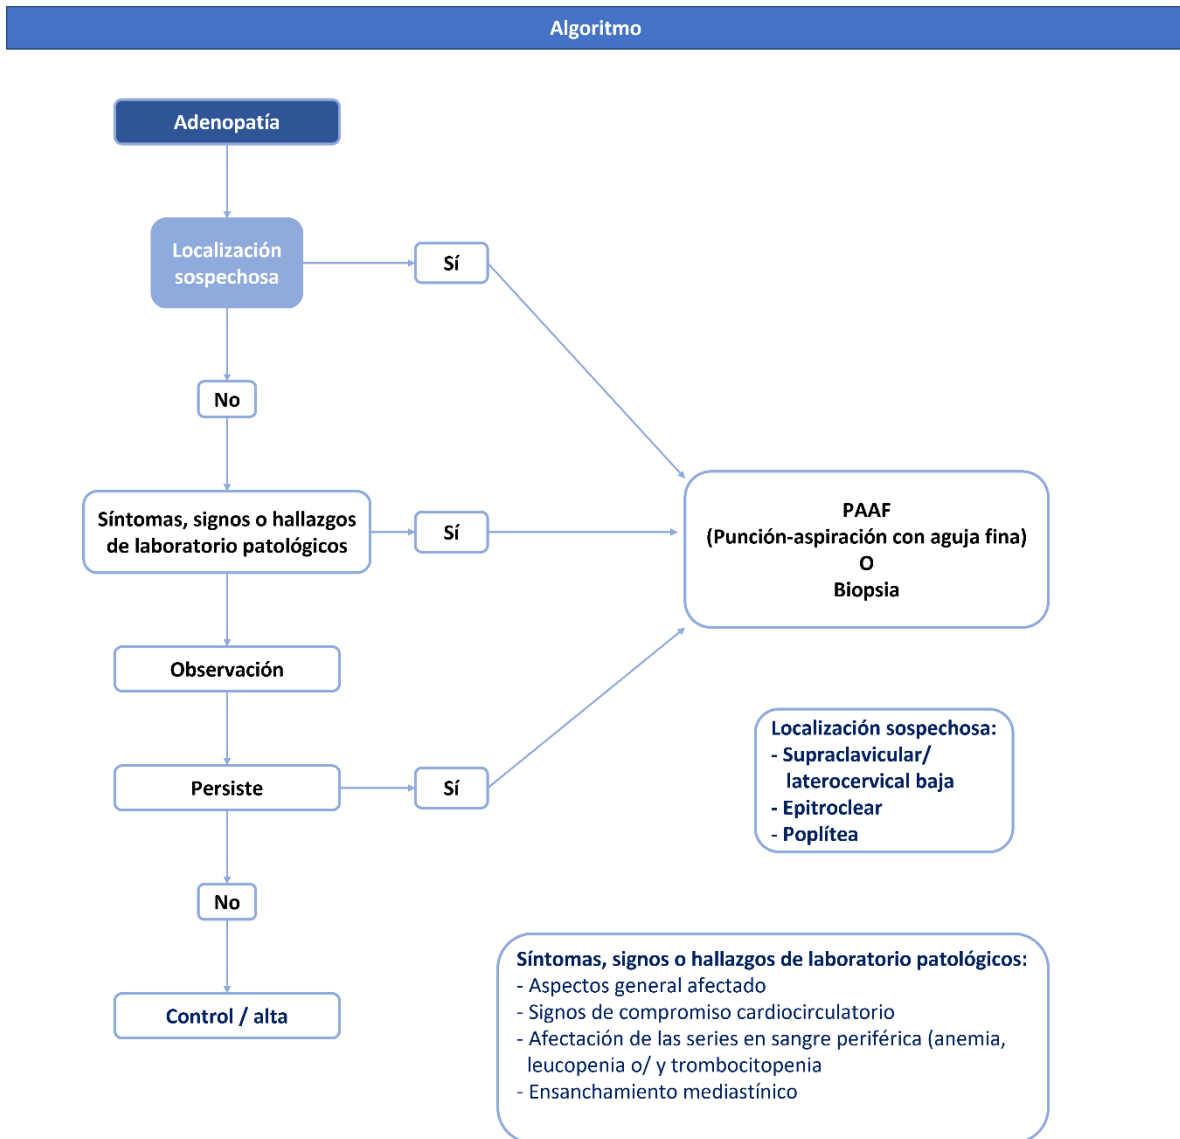 Algoritmo
Adenopatía
Localización
sospechosa
Sí
No
Síntomas, signos o hallazgos
de laboratorio patológicos
Sí
PAAF
(Punción-aspiración con aguja fina)
O
Biopsia
Observación
Persiste
Sí
No
Control / alta
Localización sospechosa:
- Supraclavicular/
laterocervical baja
- Epitroclear
- Poplítea
Síntomas, signos o hallazgos de laboratorio patológicos:
- Aspectos general afectado
- Signos de compromiso cardiocirculatorio
- Afectación de las series en sangre periférica (anemia,
leucopenia o/ y trombocitopenia
- Ensanchamiento mediastínico